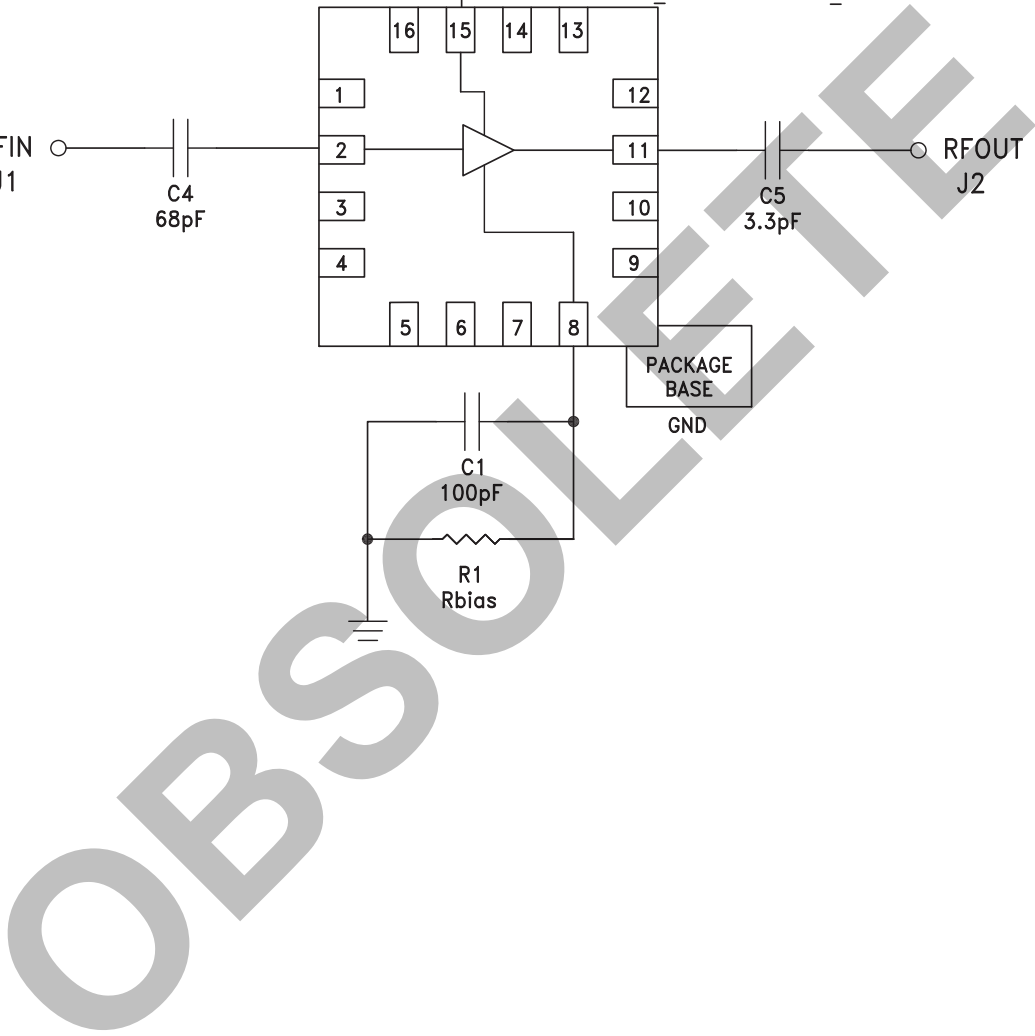 16 15 14 13
1 12
FIN 2 11 RFOUT
J1 J2
C4 C5
68pF 3 10 3.3pF
4 9
5 6 7 8
PACKAGE
BASE
GND
C1
100pF
R1
Rbias
OBSOLETE